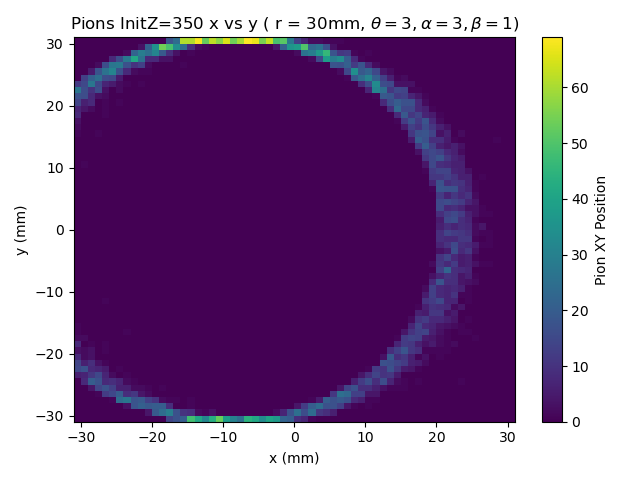 Pions InitZ=350 x vs y ( r = 30mm, θ = 3, α = 3, β = 1)
30
20
10
0
−10
−20
−30
y (mm)
−30 −20 −10 0 10 20 30
x (mm)
60
50
40
30
20
10
0
Pion XY Position